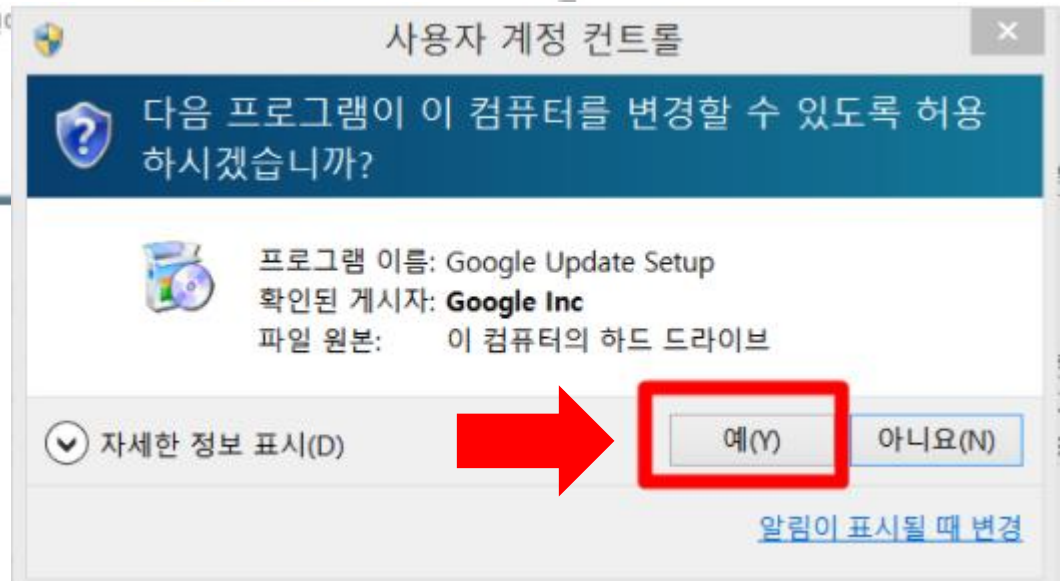 사용자 계정 컨트롤
다음 프로그램이 이 컴퓨터를 변경할 수 있도록 허용
하시겠습니까?
프로그램 이름: Google Update Setup
확인된 게시자: Google Inc
파일 원본: 이 컴퓨터의 하드 드라이브
자세한 정보 표시(D)
예(Y)
아니요(N)
알림이 표시될 때 변경